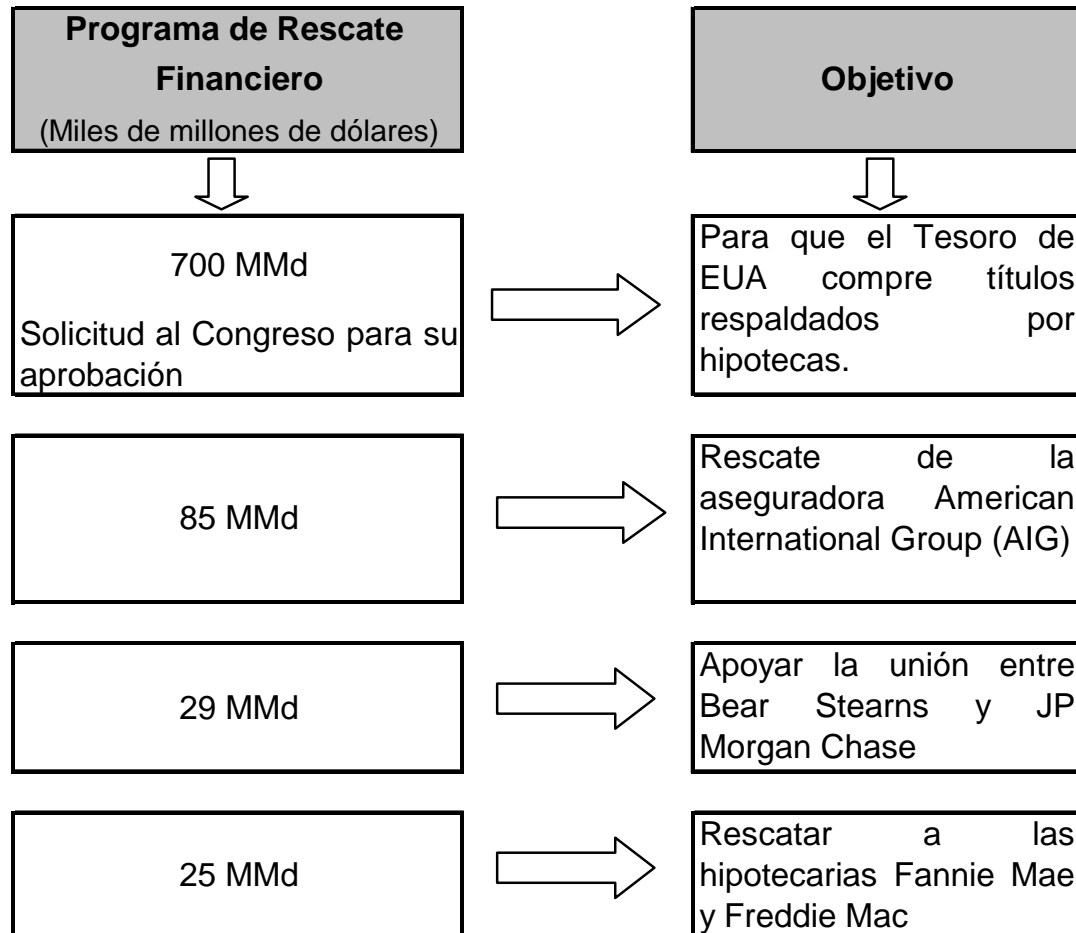 Programa de Rescate
Financiero
(Miles de millones de dólares)
Objetivo
700 MMd
Solicitud al Congreso para su
aprobación
Para que el Tesoro de
EUA compre títulos
respaldados por
hipotecas.
85 MMd
Rescate de la
aseguradora American
International Group (AIG)
29 MMd
Apoyar la unión entre
Bear Stearns y JP
Morgan Chase
25 MMd
Rescatar a las
hipotecarias Fannie Mae
y Freddie Mac